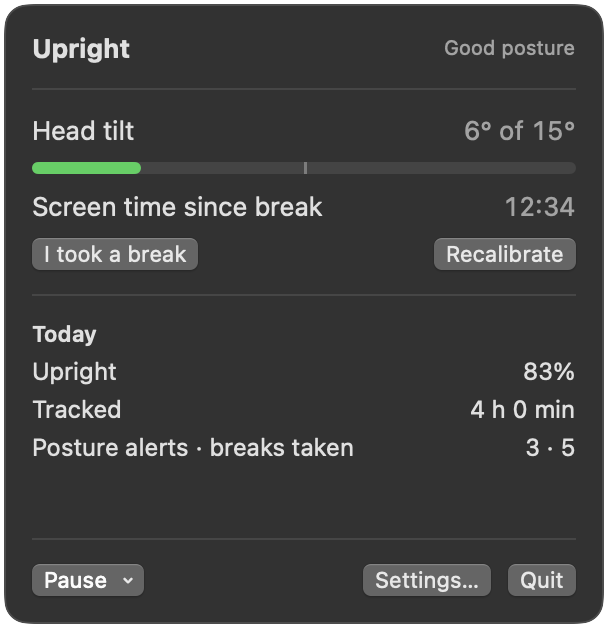 Upright Good posture
Head tilt 6° of 15°
Screen time since break 12:34
I took a break Recalibrate
Today
Upright 83%
Tracked 4 h 0 min
Posture alerts · breaks taken 3 · 5
Pause Settings... Quit